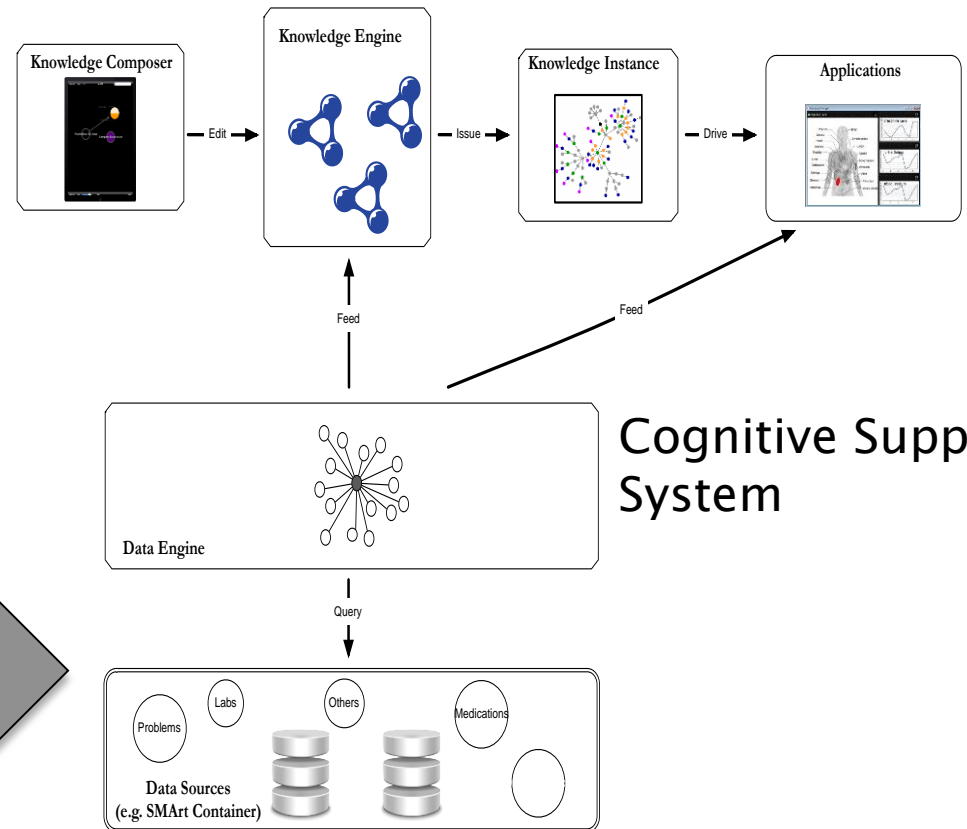 Knowledge Composer
Knowledge Engine
Knowledge Instance
Applications
Edit
Issue
Drive
Feed
Feed
Cognitive Supp
System
Data Engine
Query
Problems
Labs
Others
Medications
Data Sources
(e.g. SMArt Container)